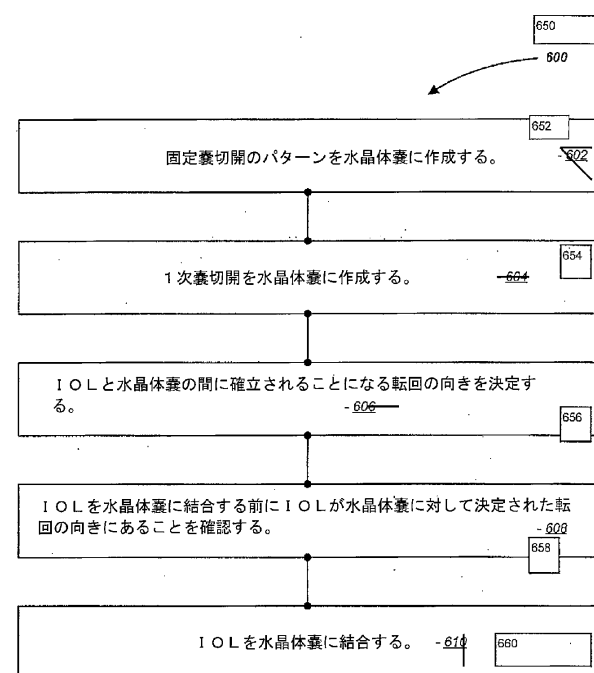 650
600
652
固定嚢切開のパターンを水晶体嚢に作成する。 - 602
654
1次嚢切開を水晶体嚢に作成する。 - 604
IOLと水晶体嚢の間に確立されることになる転回の向きを決定す
る。 - 606
656
IOLを水晶体嚢に結合する前にIOLが水晶体嚢に対して決定された転
回の向きにあることを確認する。 - 608
658
IOLを水晶体嚢に結合する。 - 610 660